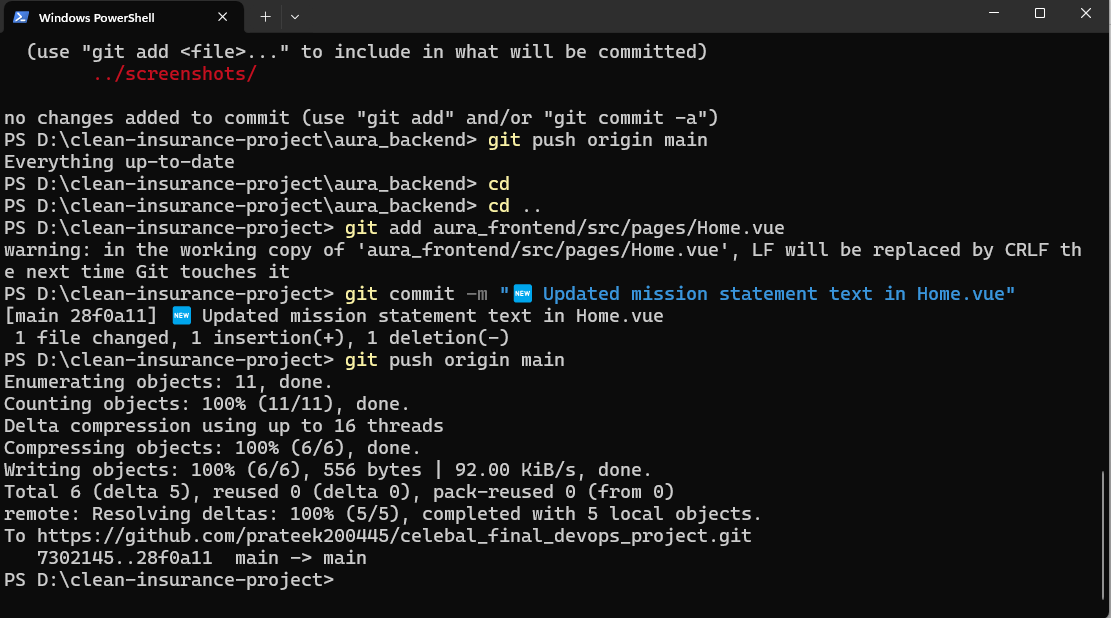 Windows PowerShell
(use "git add <file>..." to include in what will be committed)
../screenshots/
no changes added to commit (use "git add" and/or "git commit -a")
PS D:\clean-insurance-project\aura_backend> git push origin main
Everything up-to-date
PS D:\clean-insurance-project\aura_backend> cd
PS D:\clean-insurance-project\aura_backend> cd ..
PS D:\clean-insurance-project> git add aura_frontend/src/pages/Home.vue
warning: in the working copy of 'aura_frontend/src/pages/Home.vue', LF will be replaced by CRLF th
e next time Git touches it
PS D:\clean-insurance-project> git commit -m "🆕 Updated mission statement text in Home.vue"
[main 28f0a11] 🆕 Updated mission statement text in Home.vue
1 file changed, 1 insertion(+), 1 deletion(-)
PS D:\clean-insurance-project> git push origin main
Enumerating objects: 11, done.
Counting objects: 100% (11/11), done.
Delta compression using up to 16 threads
Compressing objects: 100% (6/6), done.
Writing objects: 100% (6/6), 556 bytes | 92.00 KiB/s, done.
Total 6 (delta 5), reused 0 (delta 0), pack-reused 0 (from 0)
remote: Resolving deltas: 100% (5/5), completed with 5 local objects.
To https://github.com/prateek200445/celebal_final_devops_project.git
7302145..28f0a11  main -> main
PS D:\clean-insurance-project>